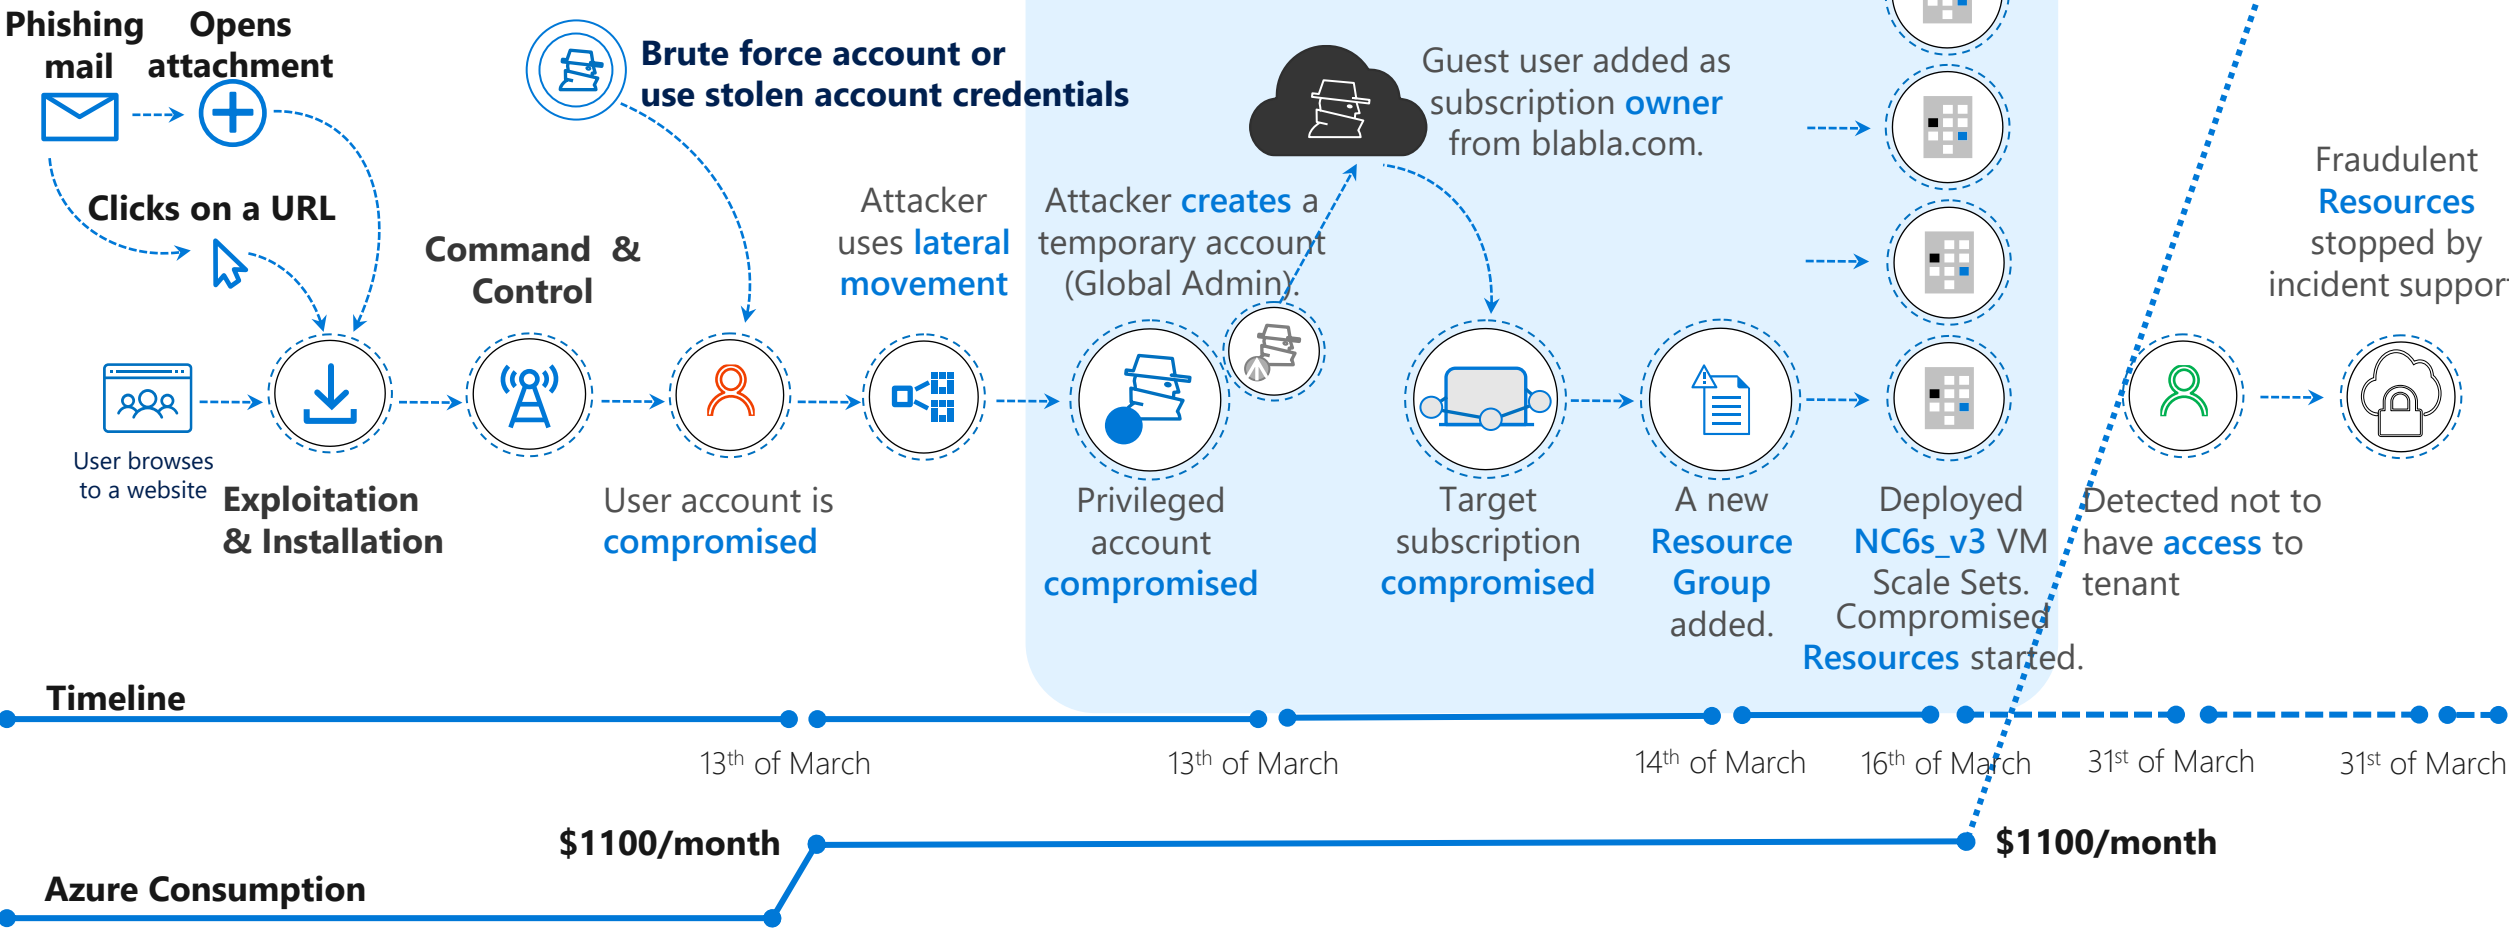 Phishing
mail
Opens
attachment
Clicks on a URL
Brute force account or
use stolen account credentials
User browses
to a website
Exploitation
& Installation
Command &
Control
User account is
compromised
Attacker
uses lateral
movement
Attacker creates a
temporary account
(Global Admin).
Privileged
account
compromised
Guest user added as
subscription owner
from blabla.com.
Target
subscription
compromised
A new
Resource
Group
added.
Deployed
NC6s_v3 VM
Scale Sets.
Compromised
Resources started.
Detected not to
have access to
tenant
Fraudulent
Resources
stopped by
incident support
Timeline
13th of March
13th of March
14th of March
16th of March
31st of March
31st of March
$1100/month
$1100/month
Azure Consumption